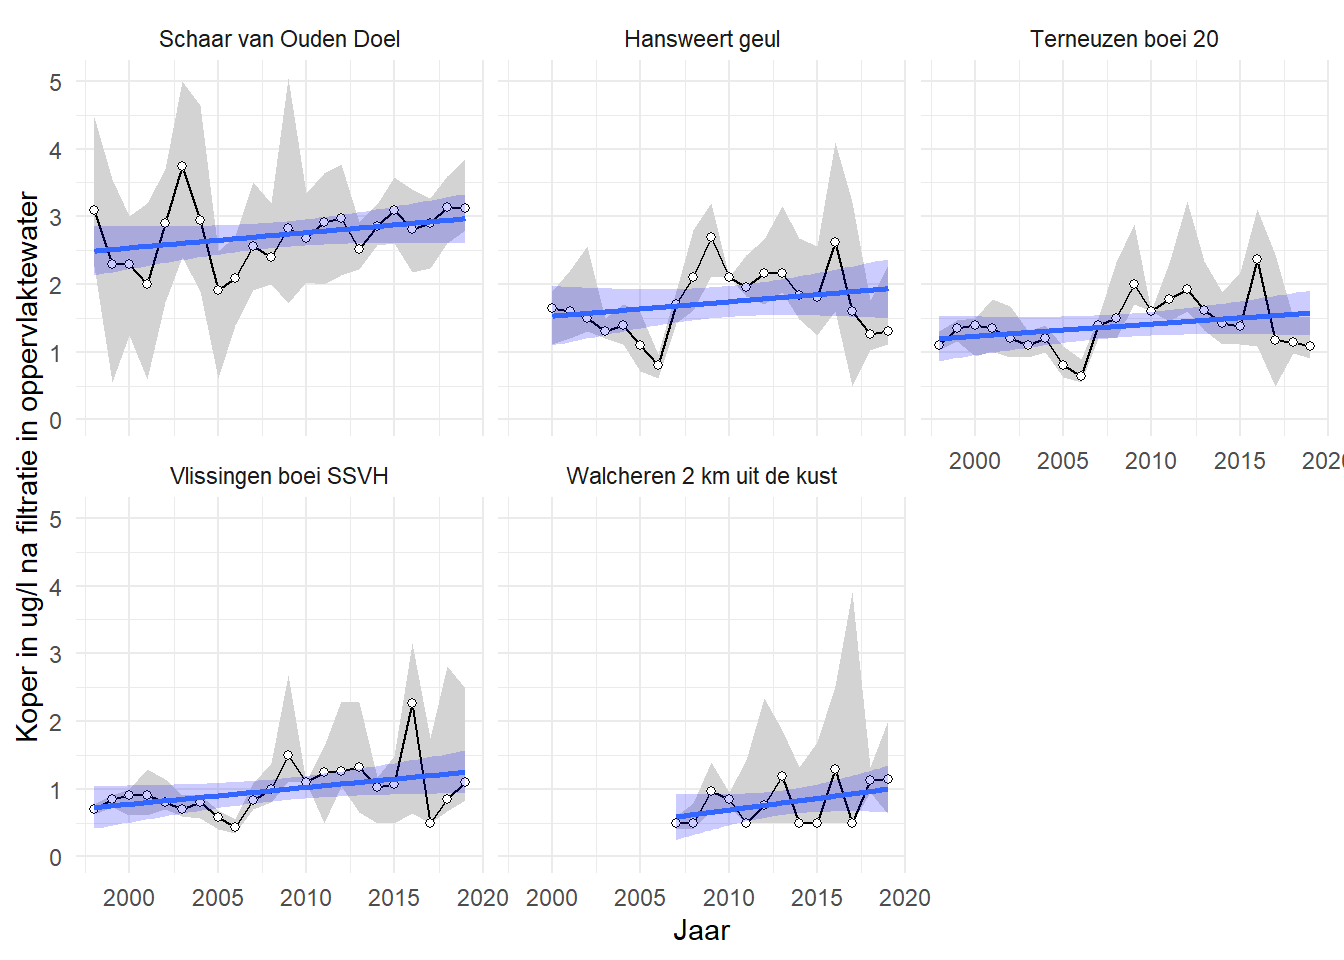 Schaar van Ouden Doel
Hansweert geul
Terneuzen boei 20
5
4
3
2
1
0
2000 2005 2010 2015 2020
Vlissingen boei SSVH
Walcheren 2 km uit de kust
5
4
3
2
1
0
2000 2005 2010 2015 2020
2000 2005 2010 2015 2020
Jaar
Koper in ug/l na filtratie in oppervlaktewater